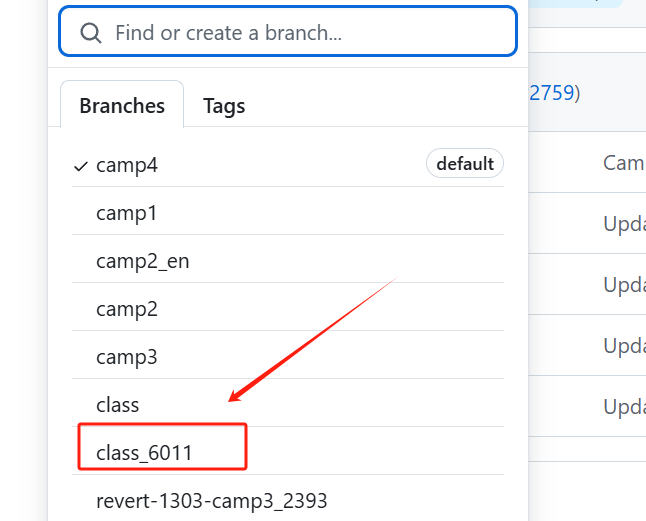 Find or create a branch...
Branches
Tags
2759)
camp4
default
Cam
camp1
Upda
camp2_en
Upda
camp2
camp3
Upda
class
Upda
class_6011
revert-1303-camp3_2393